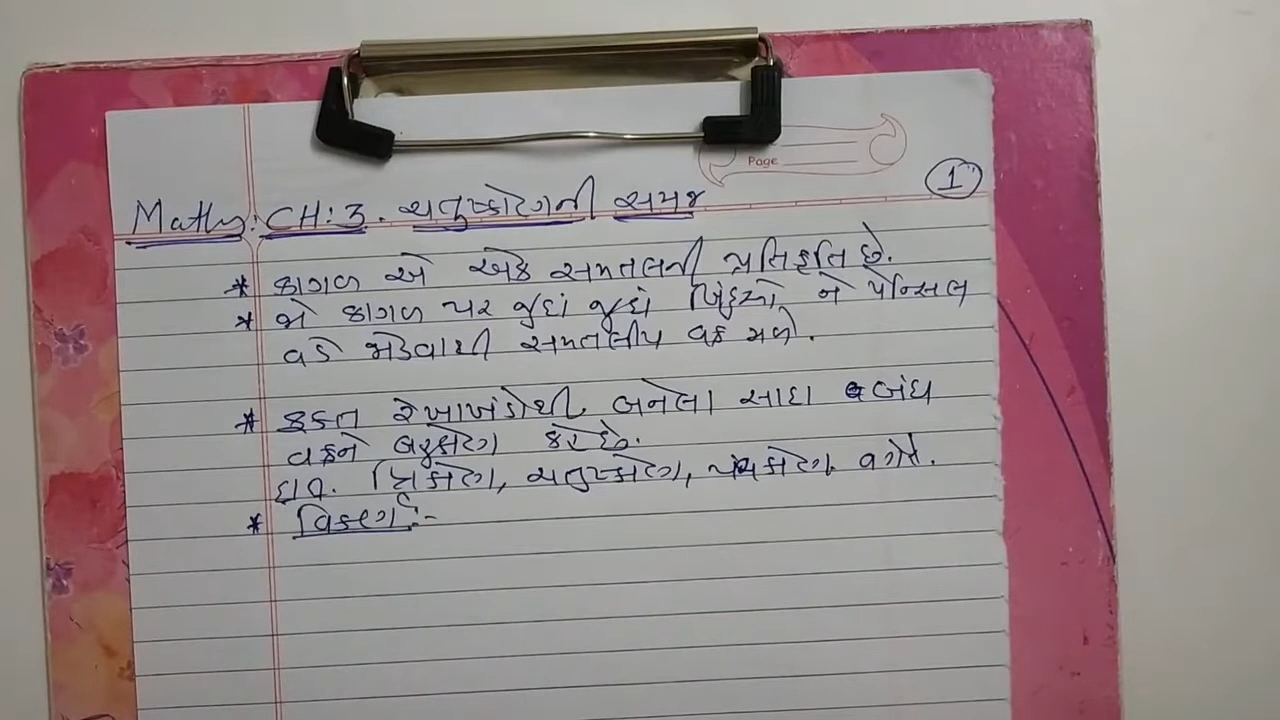 Page
1
Maths: CH: 3. ચતુષ્કોણની સમજ
* કાગળ એ એક સમતલની પ્રતિકૃતિ છે.
* જો કાગળ પર જુદાં જુદાં બિંદુઓ ને પેન્સિલ
વડે જોડવાથી સમતલીય વક્ર મળે.
* ફક્ત રેખાખંડોથી બનેલા સાદા બંધ
વક્રને બહુકોણ કહે છે.
દા.ત. ત્રિકોણ, ચતુષ્કોણ, પંચકોણ વગેરે.
* વિકર્ણ :-